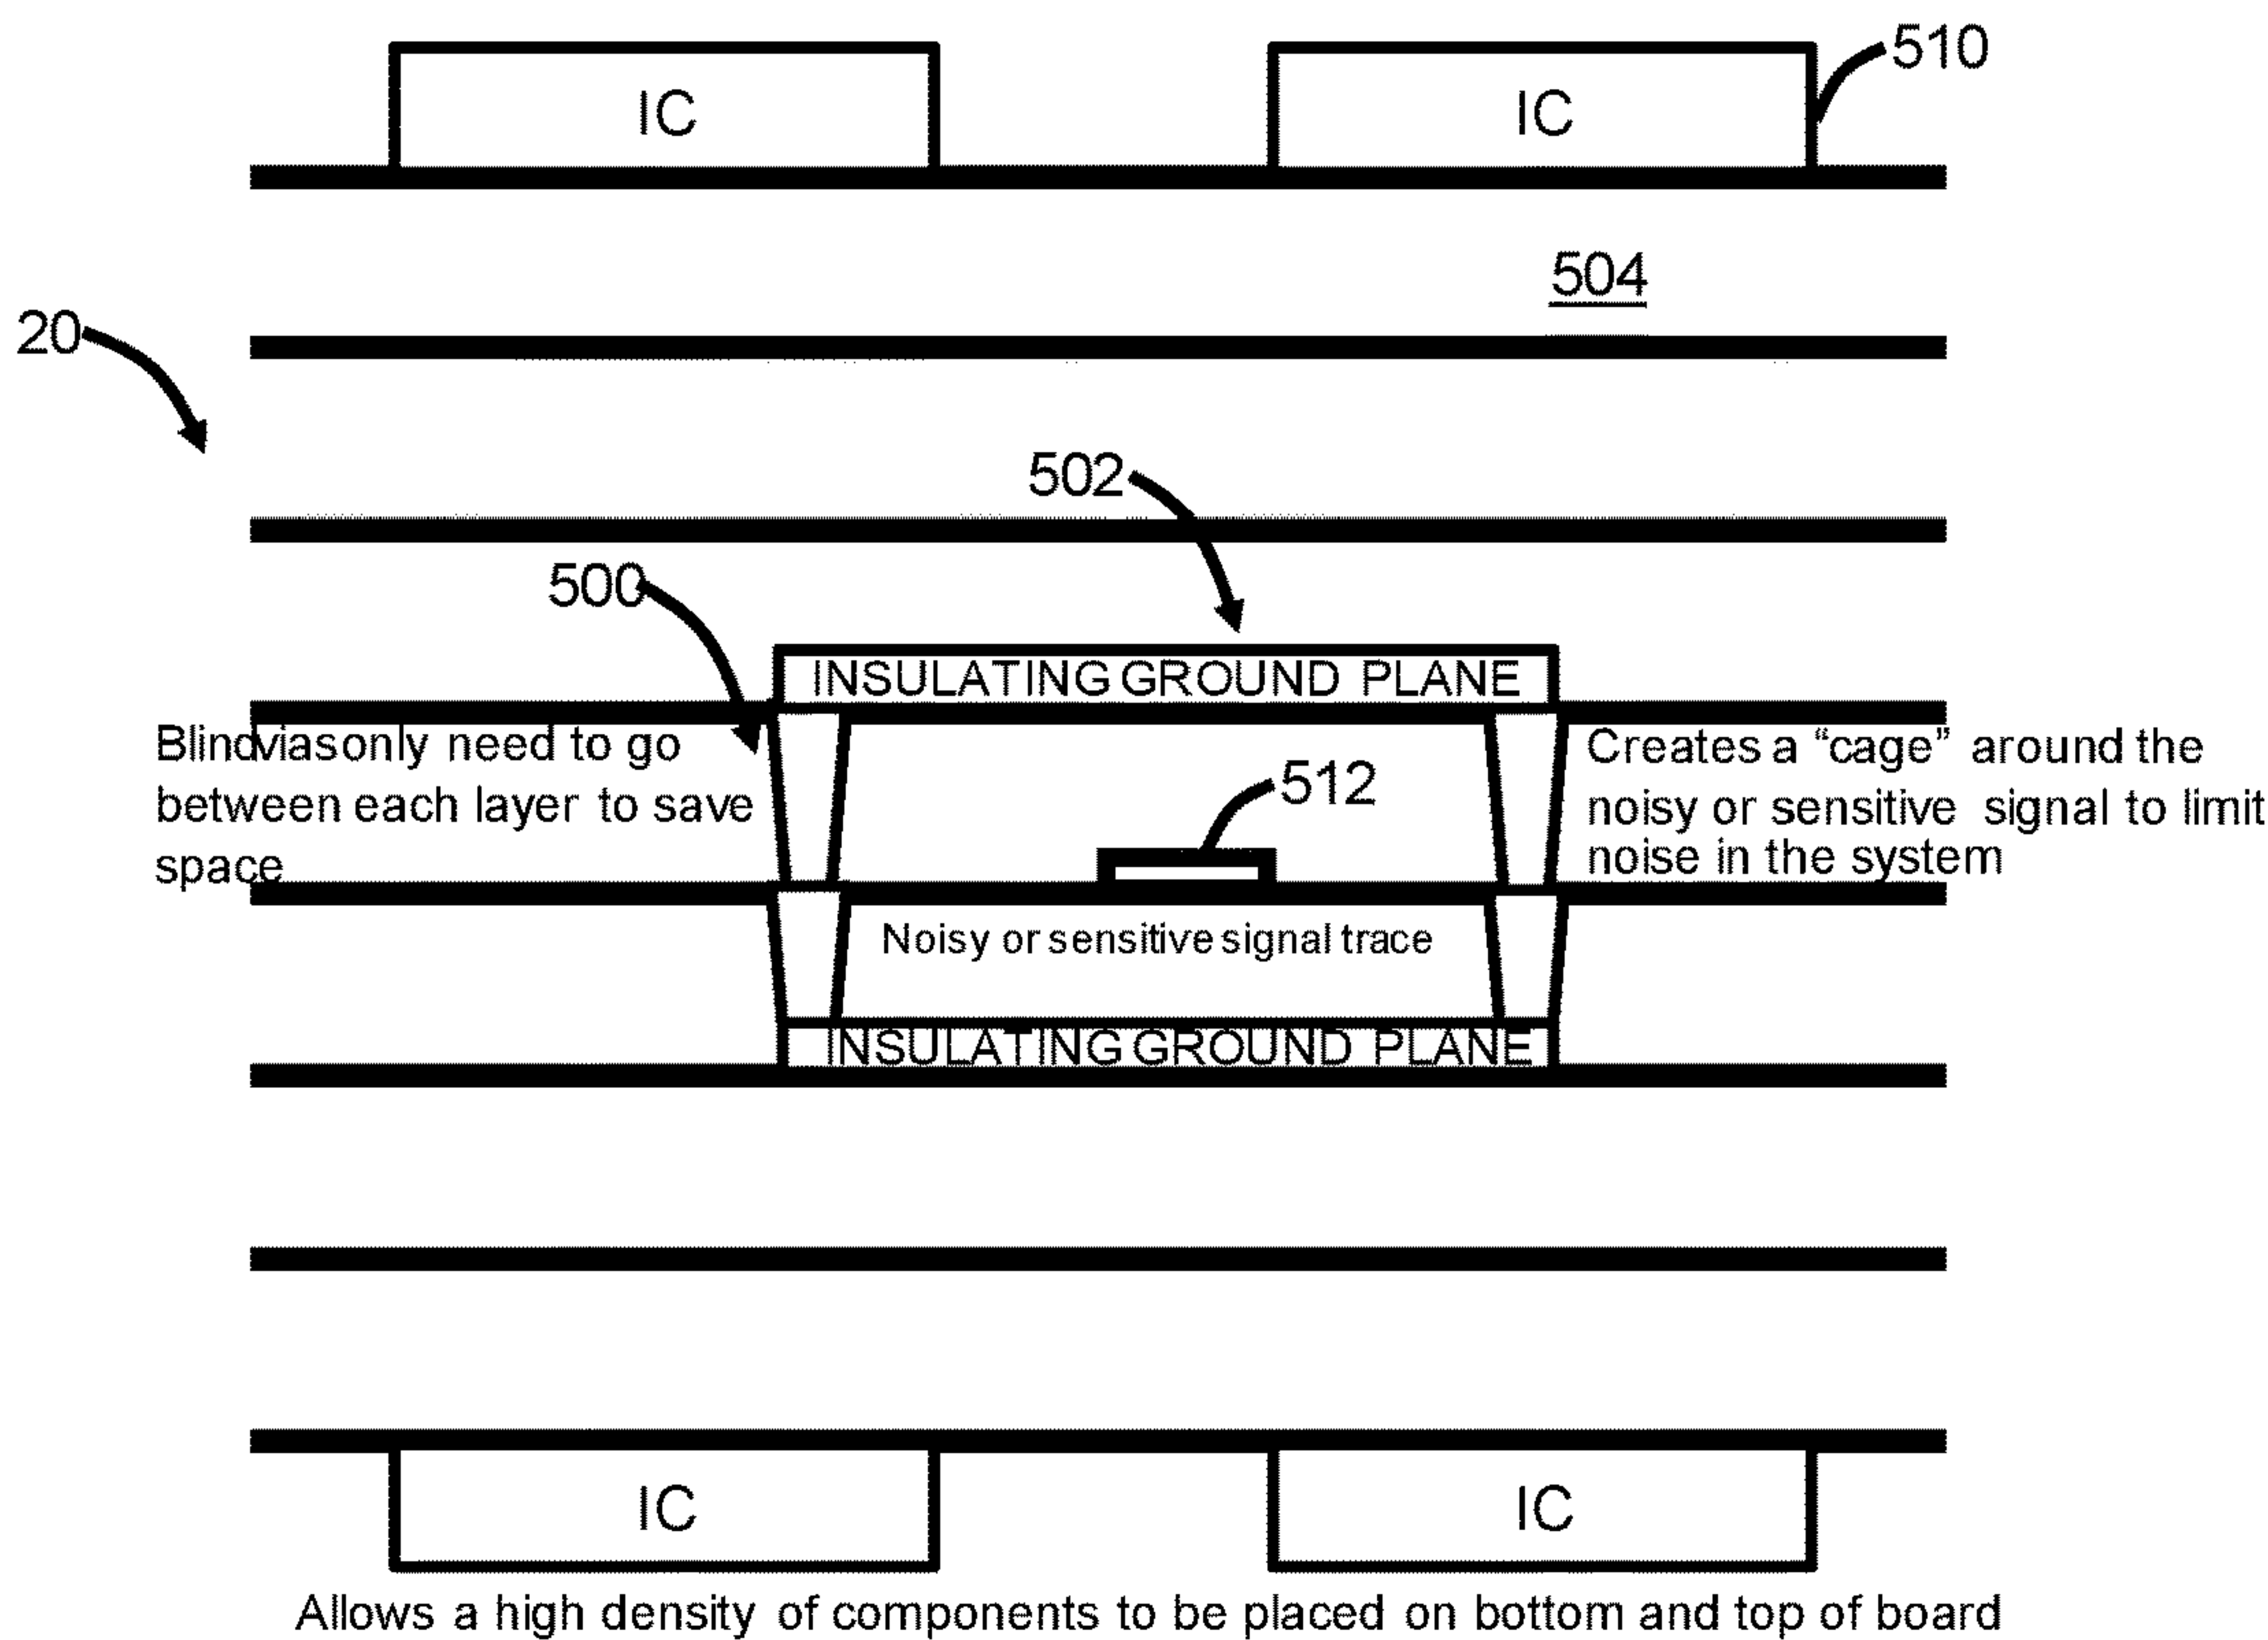 IC
IC
510
504
20
502
500
INSULATING GROUND PLANE
Blind vias only need to go
between each layer to save
space
Creates a “cage” around the
noisy or sensitive signal to limit
noise in the system
512
Noisy or sensitive signal trace
INSULATING GROUND PLANE
IC
IC
Allows a high density of components to be placed on bottom and top of board